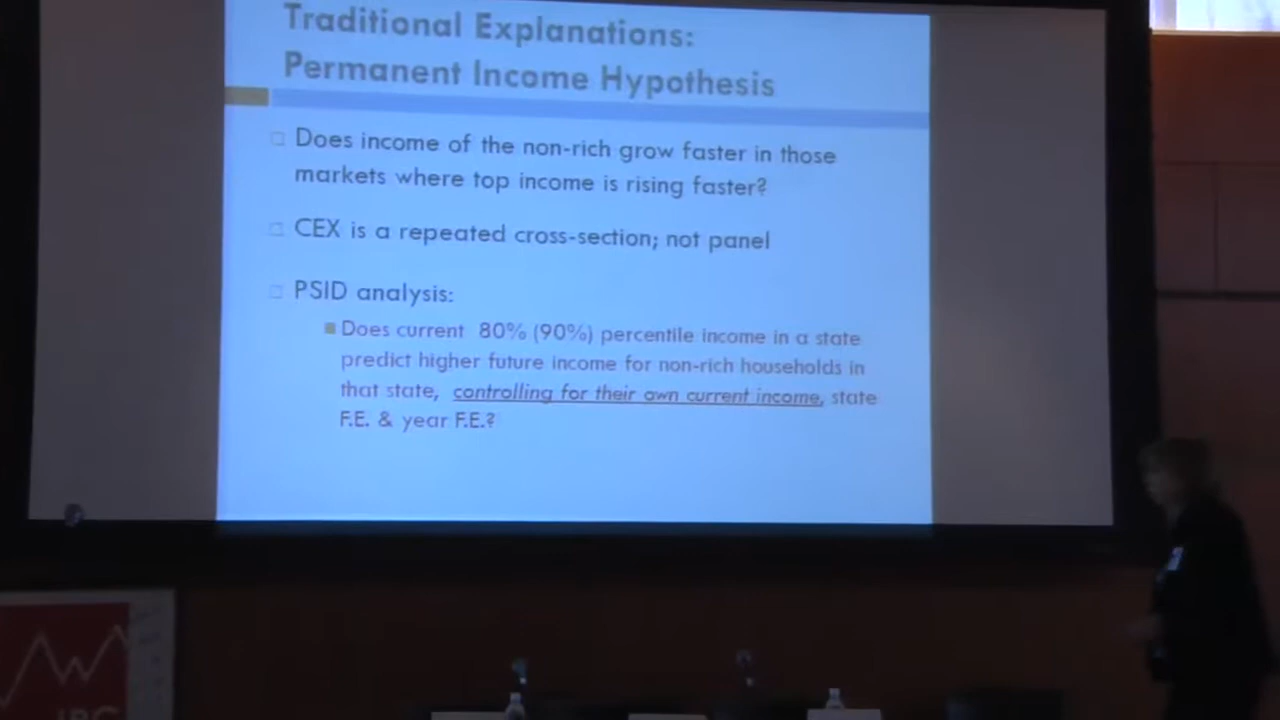 Traditional Explanations:
Permanent Income Hypothesis
Does income of the non-rich grow faster in those
markets where top income is rising faster?
CEX is a repeated cross-section; not panel
PSID analysis:
Does current 80% (90%) percentile income in a state
predict higher future income for non-rich households in
that state, controlling for their own current income, state
F.E. & year F.E.?